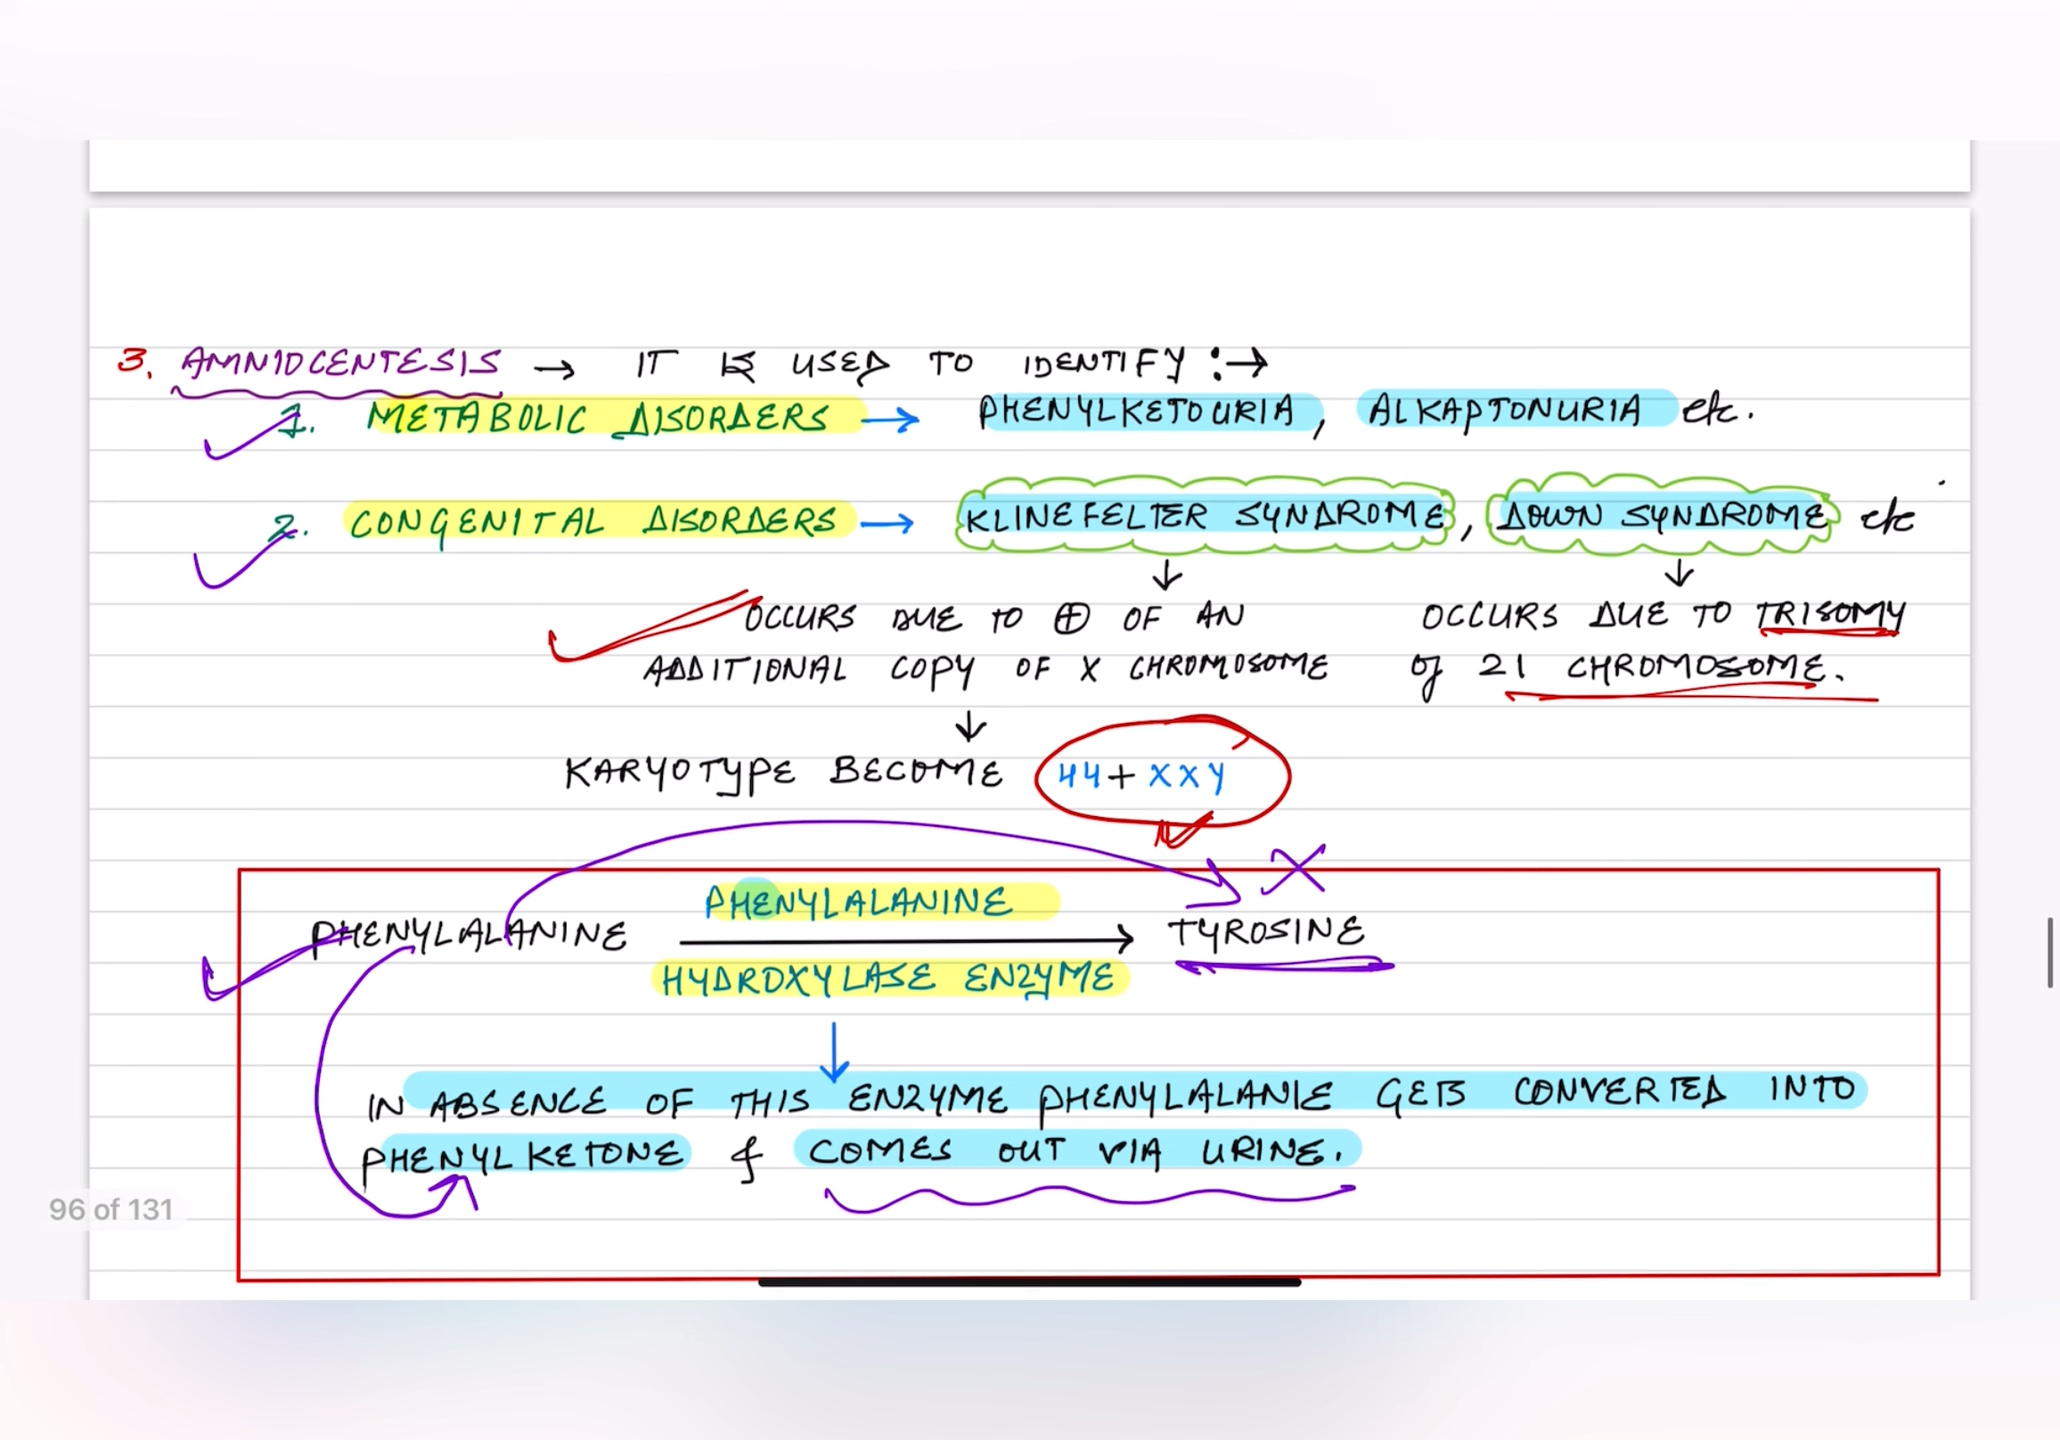 3. AMNIOCENTESIS → IT IS USED TO IDENTIFY :→
1. METABOLIC DISORDERS → PHENYLKETOURIA, ALKAPTONURIA etc.
2. CONGENITAL DISORDERS → KLINEFELTER SYNDROME, DOWN SYNDROME etc
↓ ↓
OCCURS DUE TO ⊕ OF AN OCCURS DUE TO TRISOMY
ADDITIONAL COPY OF X CHROMOSOME of 21 CHROMOSOME.
↓
KARYOTYPE BECOME 44+XXY
PHENYLALANINE
PHENYLALANINE → TYROSINE
HYDROXYLASE ENZYME
↓
IN ABSENCE OF THIS ENZYME PHENYLALANIE GETS CONVERTED INTO
PHENYLKETONE & COMES OUT VIA URINE.
96 of 131